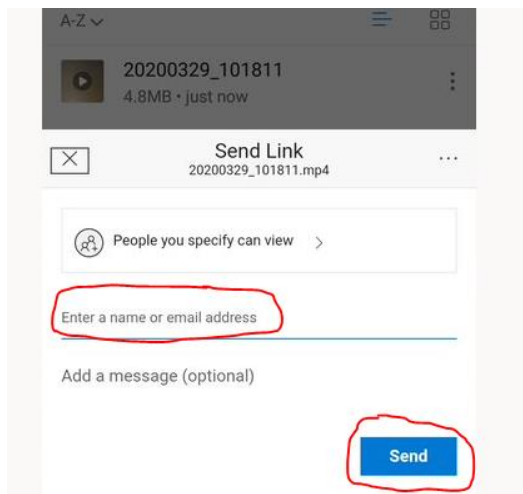 A-Z
20200329_101811
4.8MB • just now
Send Link
20200329_101811.mp4
People you specify can view
Enter a name or email address
Add a message (optional)
Send